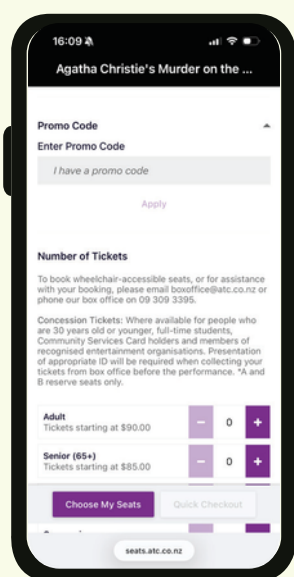 16:09
Agatha Christie's Murder on the ...
Promo Code
Enter Promo Code
I have a promo code
Apply
Number of Tickets
To book wheelchair-accessible seats, or for assistance
with your booking, please email boxoffice@atc.co.nz or
phone our box office on 09 309 3395.
Concession Tickets: Where available for people who
are 30 years old or younger, full-time students,
Community Services Card holders and members of
recognised entertainment organisations. Presentation
of appropriate ID will be required when collecting your
tickets from box office before the performance. *A and
B reserve seats only.
Adult
Tickets starting at $90.00
- 0 +
Senior (65+)
Tickets starting at $85.00
- 0 +
Choose My Seats
Quick Checkout
seats.atc.co.nz